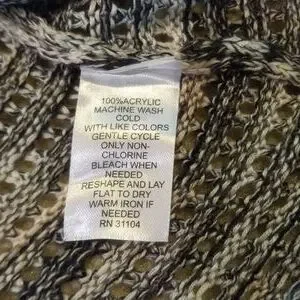 100%ACRYLIC
MACHINE WASH
COLD
WITH LIKE COLORS
GENTLE CYCLE
ONLY NON-
CHLORINE
BLEACH WHEN
NEEDED
RESHAPE AND LAY
FLAT TO DRY
WARM IRON IF
NEEDED
RN 31104